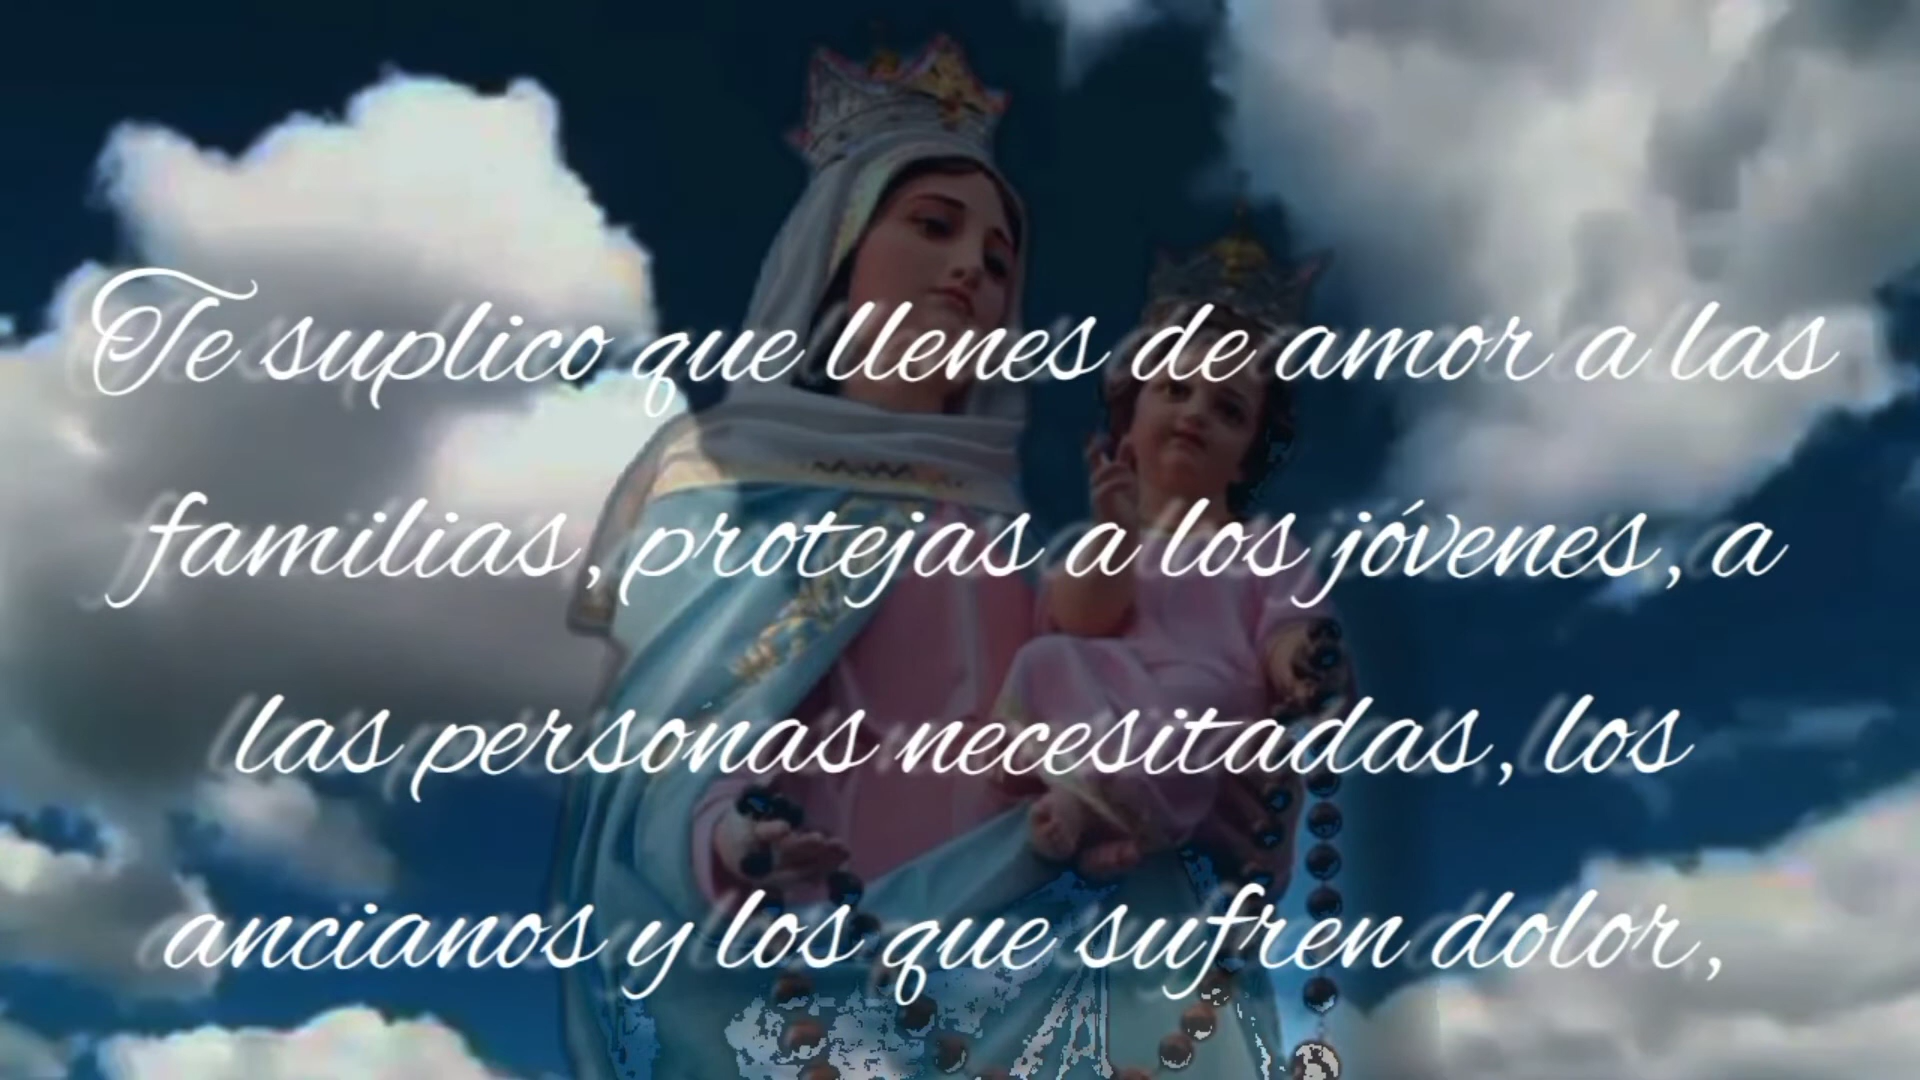 Te suplico que llenes de amor a las
familias, protejas a los jóvenes, a
las personas necesitadas, los
ancianos y los que sufren dolor,